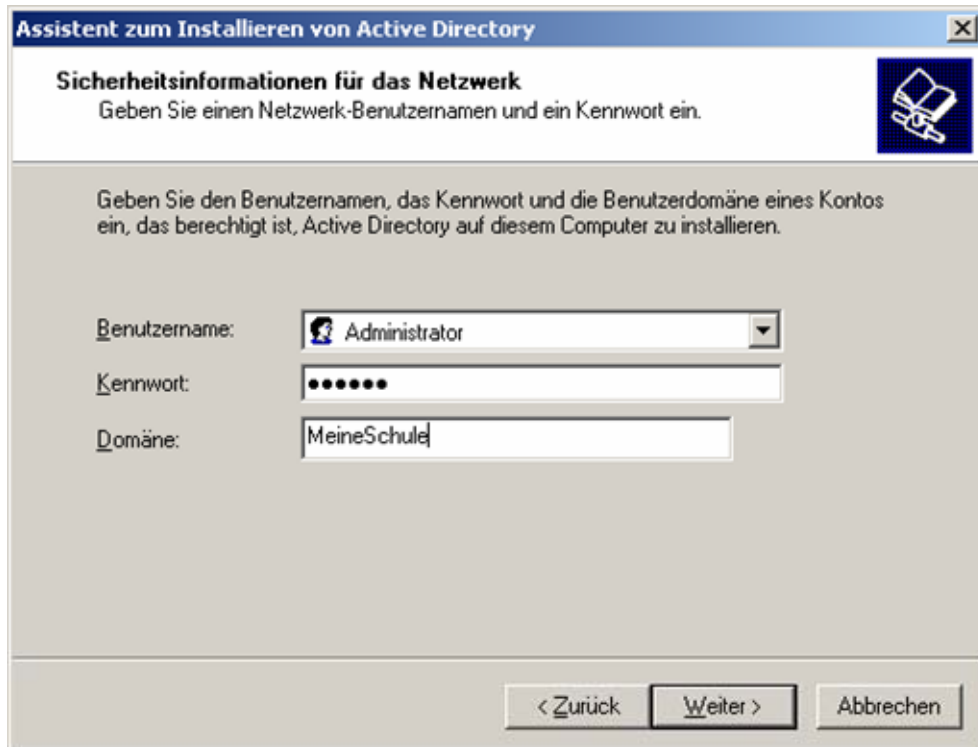 Assistent zum Installieren von Active Directory
Sicherheitsinformationen für das Netzwerk
Geben Sie einen Netzwerk-Benutzernamen und ein Kennwort ein.
Geben Sie den Benutzernamen, das Kennwort und die Benutzerdomäne eines Kontos
ein, das berechtigt ist, Active Directory auf diesem Computer zu installieren.
Benutzername: Administrator
Kennwort: ••••••
Domäne: MeineSchule
< Zurück Weiter > Abbrechen